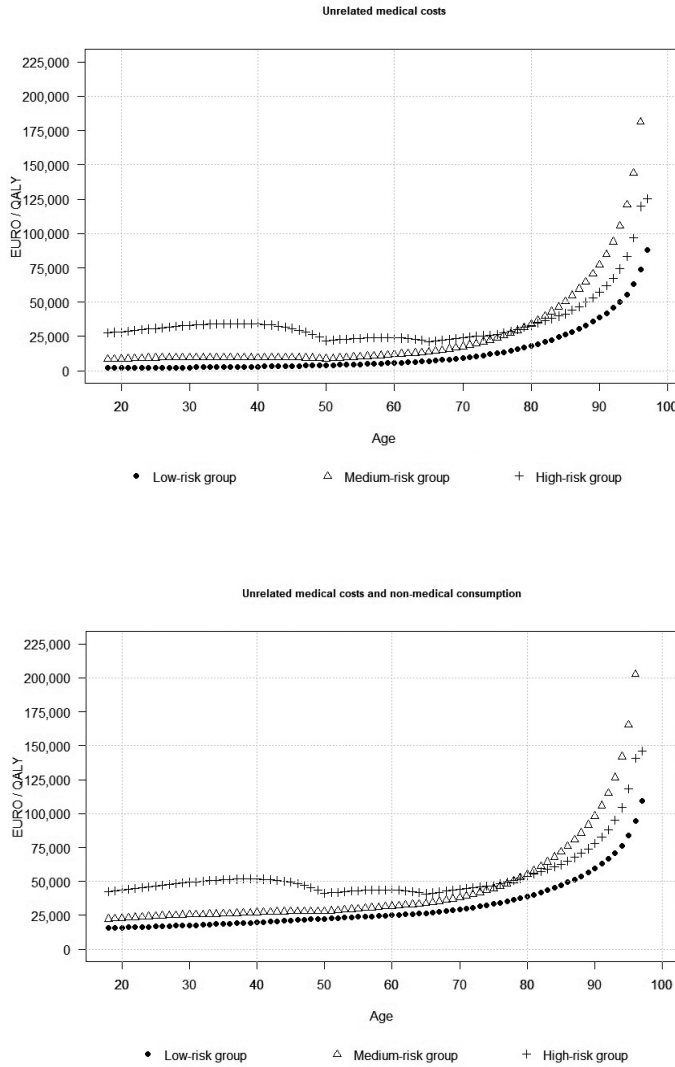 Unrelated medical costs
225,000
200,000
175,000
150,000
125,000
100,000
75,000
50,000
25,000
0
EURO / QALY
20 30 40 50 60 70 80 90 100
Age
Low-risk group Medium-risk group High-risk group
Unrelated medical costs and non-medical consumption
225,000
200,000
175,000
150,000
125,000
100,000
75,000
50,000
25,000
0
EURO / QALY
20 30 40 50 60 70 80 90 100
Age
Low-risk group Medium-risk group High-risk group